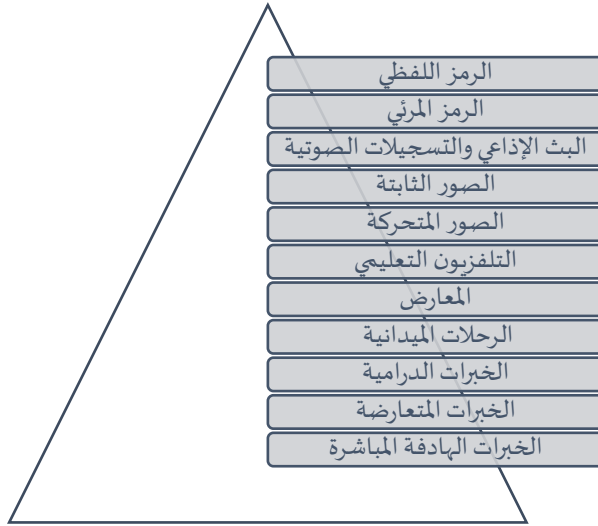 الرمز اللفظي
الرمز المرئي
البث الإذاعي والتسجيلات الصوتية
الصور الثابتة
الصور المتحركة
التلفزيون التعليمي
المعارض
الرحلات الميدانية
الخبرات الدرامية
الخبرات المتعارضة
الخبرات الهادفة المباشرة